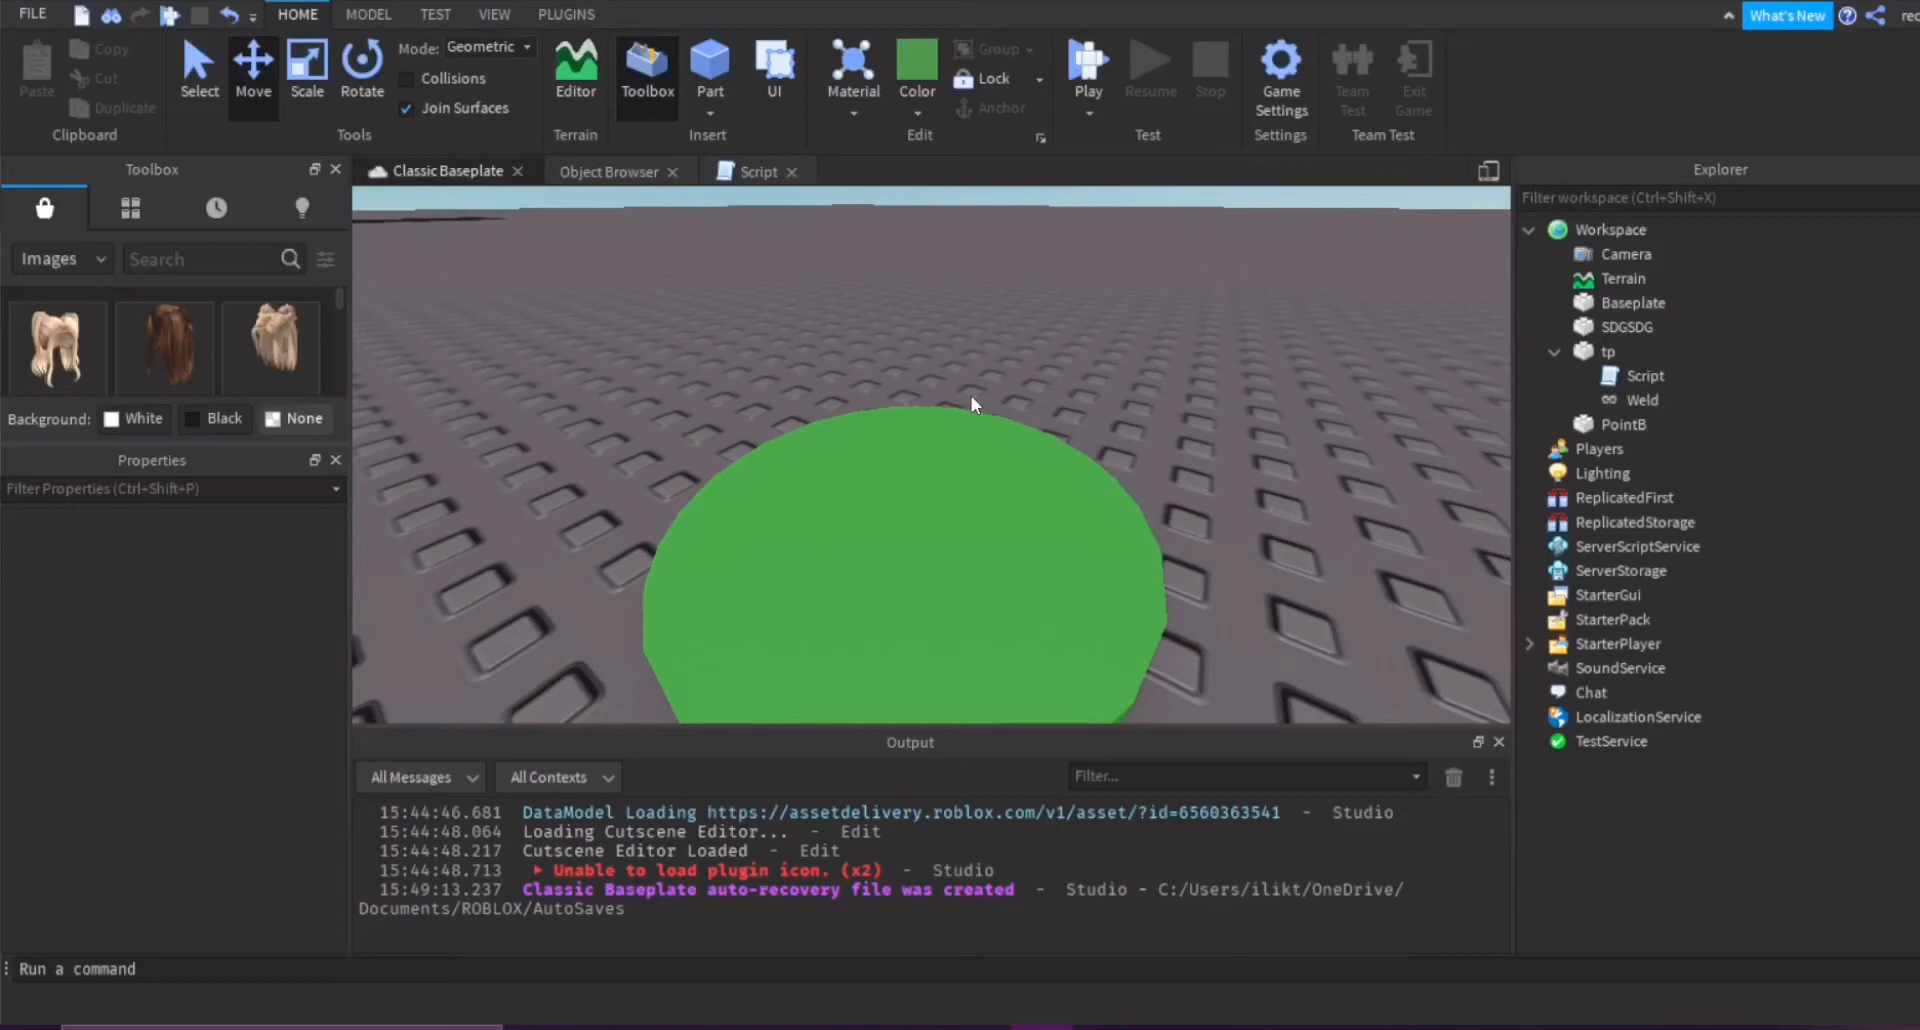 FILE HOME MODEL TEST VIEW PLUGINS What's New
Paste Copy Cut Duplicate Clipboard
Select Move Scale Rotate Mode: Geometric Collisions Join Surfaces Tools
Editor Terrain
Toolbox Part UI Insert
Material Color Group Lock Anchor Edit
Play Resume Stop Test
Game Settings Settings
Team Test Exit Game Team Test
Toolbox
Images Search
Background: White Black None
Properties
Filter Properties (Ctrl+Shift+P)
Classic Baseplate Object Browser Script
Output
All Messages All Contexts Filter...
15:44:46.681 DataModel Loading https://assetdelivery.roblox.com/v1/asset/?id=6560363541 - Studio
15:44:48.064 Loading Cutscene Editor... - Edit
15:44:48.217 Cutscene Editor Loaded - Edit
15:44:48.713 Unable to load plugin icon. (x2) - Studio
15:49:13.237 Classic Baseplate auto-recovery file was created - Studio - C:/Users/ilikt/OneDrive/
Documents/ROBLOX/AutoSaves
Run a command
Explorer
Filter workspace (Ctrl+Shift+X)
Workspace
Camera
Terrain
Baseplate
SDGSDG
tp
Script
Weld
PointB
Players
Lighting
ReplicatedFirst
ReplicatedStorage
ServerScriptService
ServerStorage
StarterGui
StarterPack
StarterPlayer
SoundService
Chat
LocalizationService
TestService